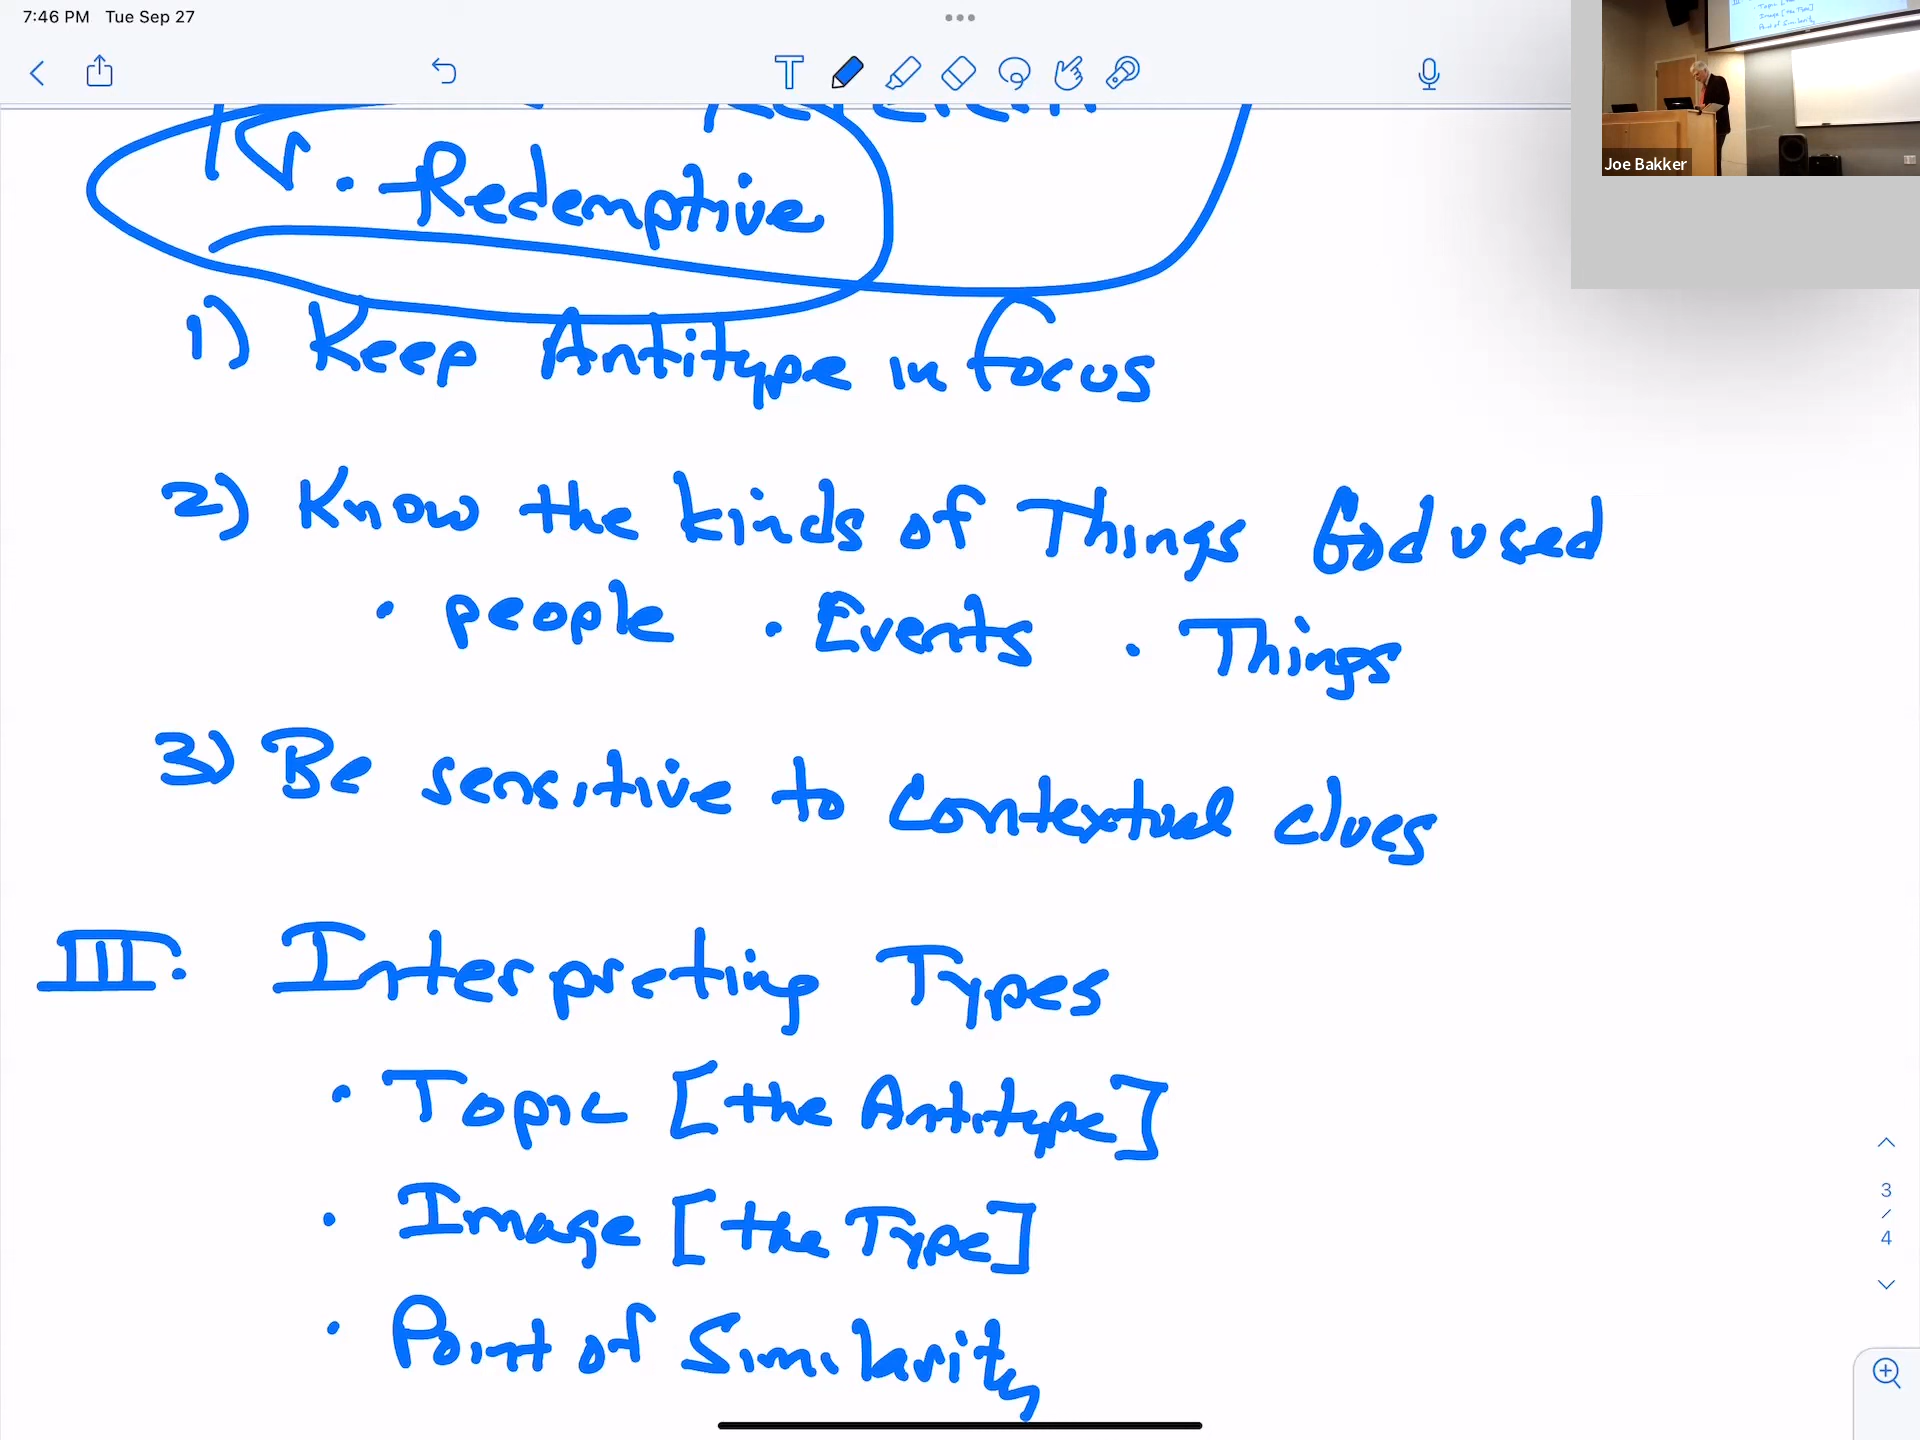 7:46 PM Tue Sep 27
Joe Bakker
• Redemptive
1) Keep Antitype in focus
2) Know the kinds of Things God used
• people • Events • Things
3) Be sensitive to contextual clues
III. Interpreting Types
• Topic [the Antitype]
• Image [the Type]
• Point of Similarity
3 / 4